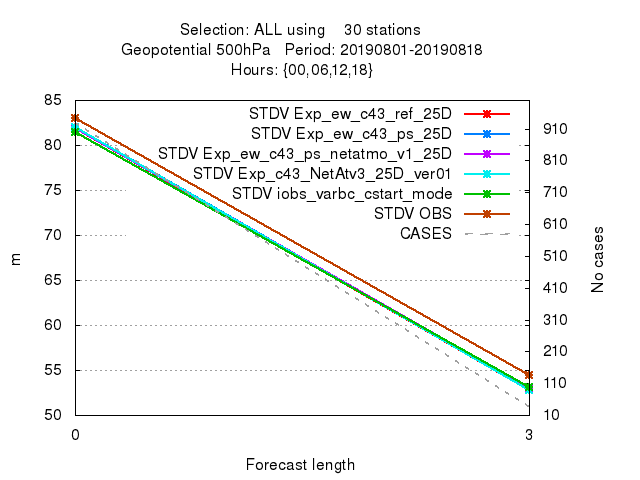 Selection: ALL using    30 stations
Geopotential 500hPa   Period: 20190801-20190818
Hours: {00,06,12,18}
STDV Exp_ew_c43_ref_25D
STDV Exp_ew_c43_ps_25D
STDV Exp_ew_c43_ps_netatmo_v1_25D
STDV Exp_c43_NetAtv3_25D_ver01
STDV iobs_varbc_cstart_mode
STDV OBS
CASES
85
80
75
70
65
60
55
50
m
910
810
710
610
510
410
310
210
110
10
No cases
0
3
Forecast length